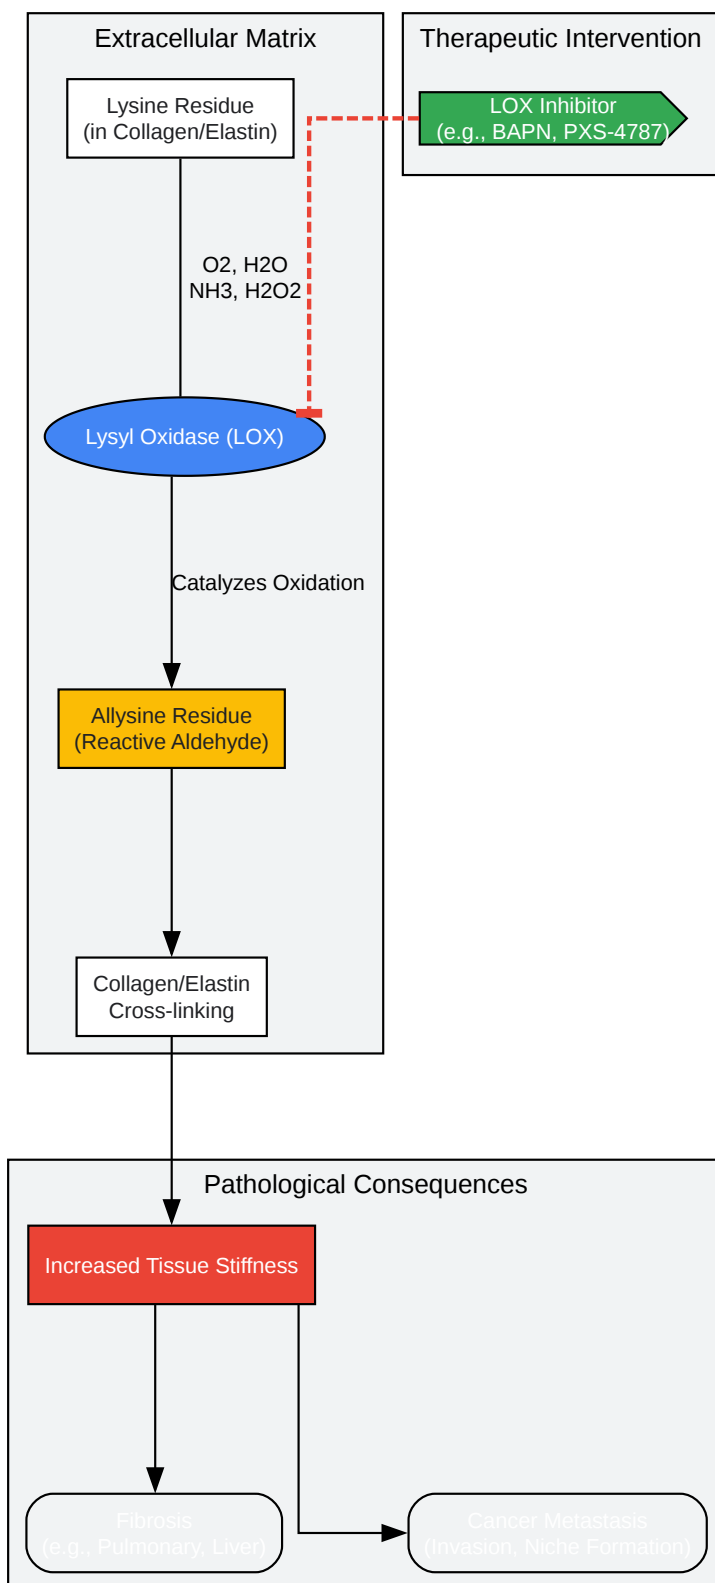 Extracellular Matrix
Therapeutic Intervention
Lysine Residue
(in Collagen/Elastin)
LOX Inhibitor
(e.g., BAPN, PXS-4787)
O2, H2O
NH3, H2O2
Lysyl Oxidase (LOX)
Catalyzes Oxidation
Allysine Residue
(Reactive Aldehyde)
Collagen/Elastin
Cross-linking
Pathological Consequences
Increased Tissue Stiffness
Fibrosis
(e.g., Pulmonary, Liver)
Cancer Metastasis
(Invasion, Niche Formation)